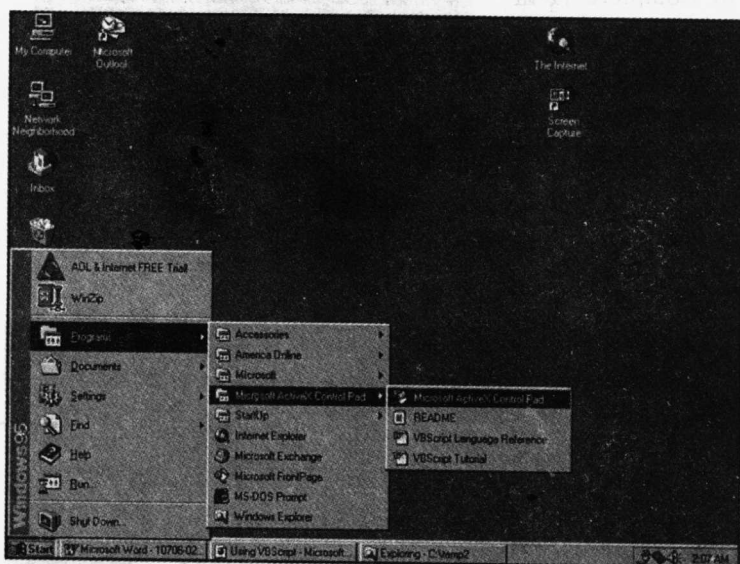 My Computer
Microsoft
Outlook
The Internet
Network
Neighborhood
Screen
Capture
Inbox
AOL & Internet FREE Trial!
WinZip
Programs
Documents
Settings
Find
Help
Run...
Shut Down...
Windows95
Accessories
America Online
Microsoft
Microsoft ActiveX Control Pad
StartUp
Internet Explorer
Microsoft Exchange
Microsoft FrontPage
MS-DOS Prompt
Windows Explorer
Microsoft ActiveX Control Pad
README
VBScript Language Reference
VBScript Tutorial
Start
Microsoft Word - 10706-02
Using VBScript - Microsoft...
Exploring - C:\
2:07 AM